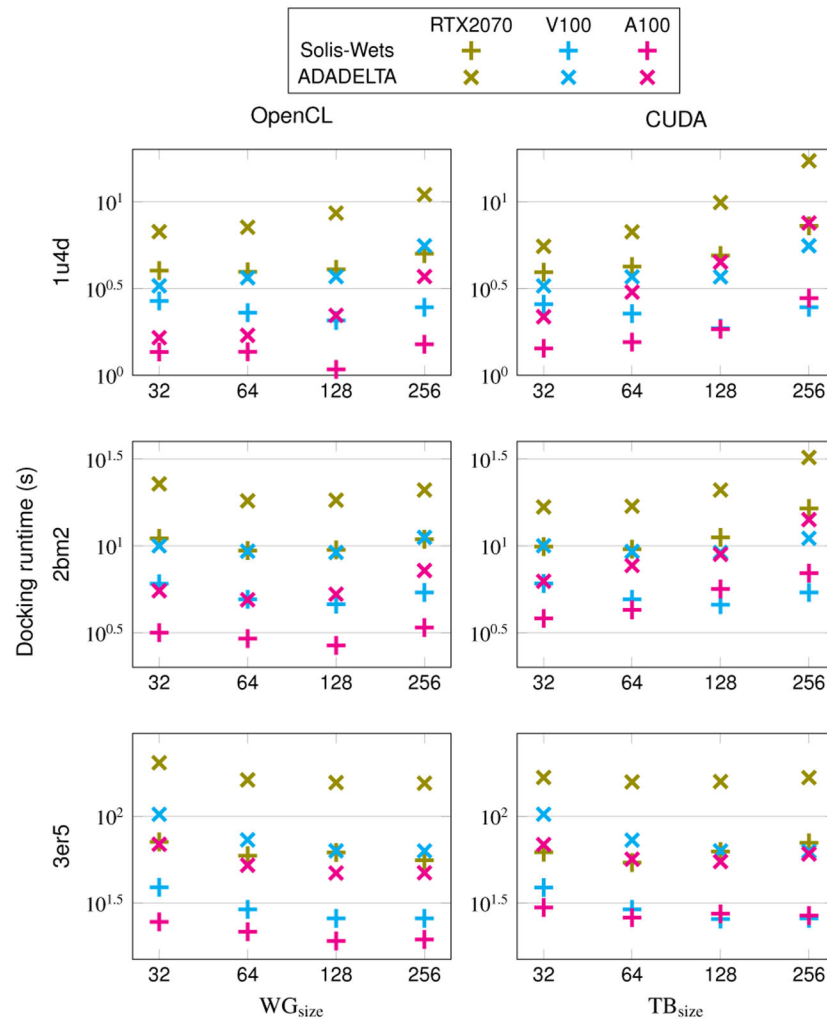 RTX2070 V100 A100
Solis-Wets
ADADELTA
OpenCL CUDA
Docking runtime (s)
1u4d
10^1
10^0.5
10^0
32 64 128 256
10^1
10^0.5
10^0
32 64 128 256
2bm2
10^1.5
10^1
10^0.5
32 64 128 256
10^1.5
10^1
10^0.5
32 64 128 256
3er5
10^2
10^1.5
32 64 128 256
WG_size
10^2
10^1.5
32 64 128 256
TB_size